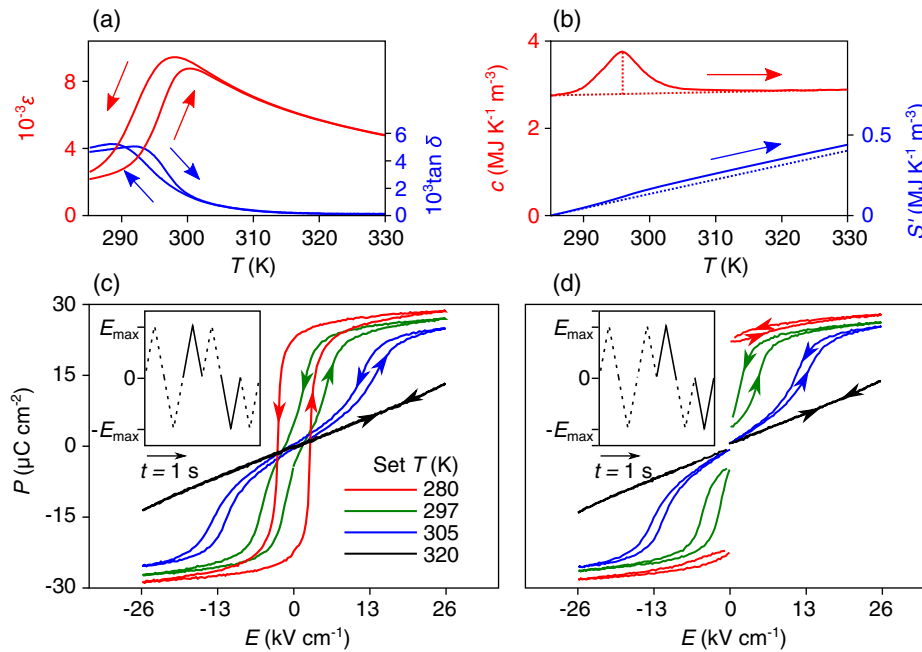 (a)
(b)
8
4
0
10⁻³ε
6
4
2
0
10³tan δ
290 300 310 320 330
T (K)
4
2
0
c (MJ K⁻¹ m⁻³)
0.5
0
S′(MJ K⁻¹ m⁻³)
290 300 310 320 330
T (K)
(c)
(d)
30
15
0
-15
-30
P (µC cm⁻²)
Emax
0
-Emax
t = 1 s
Set T (K)
280
297
305
320
-26 -13 0 13 26
E (kV cm⁻¹)
Emax
0
-Emax
t = 1 s
-26 -13 0 13 26
E (kV cm⁻¹)